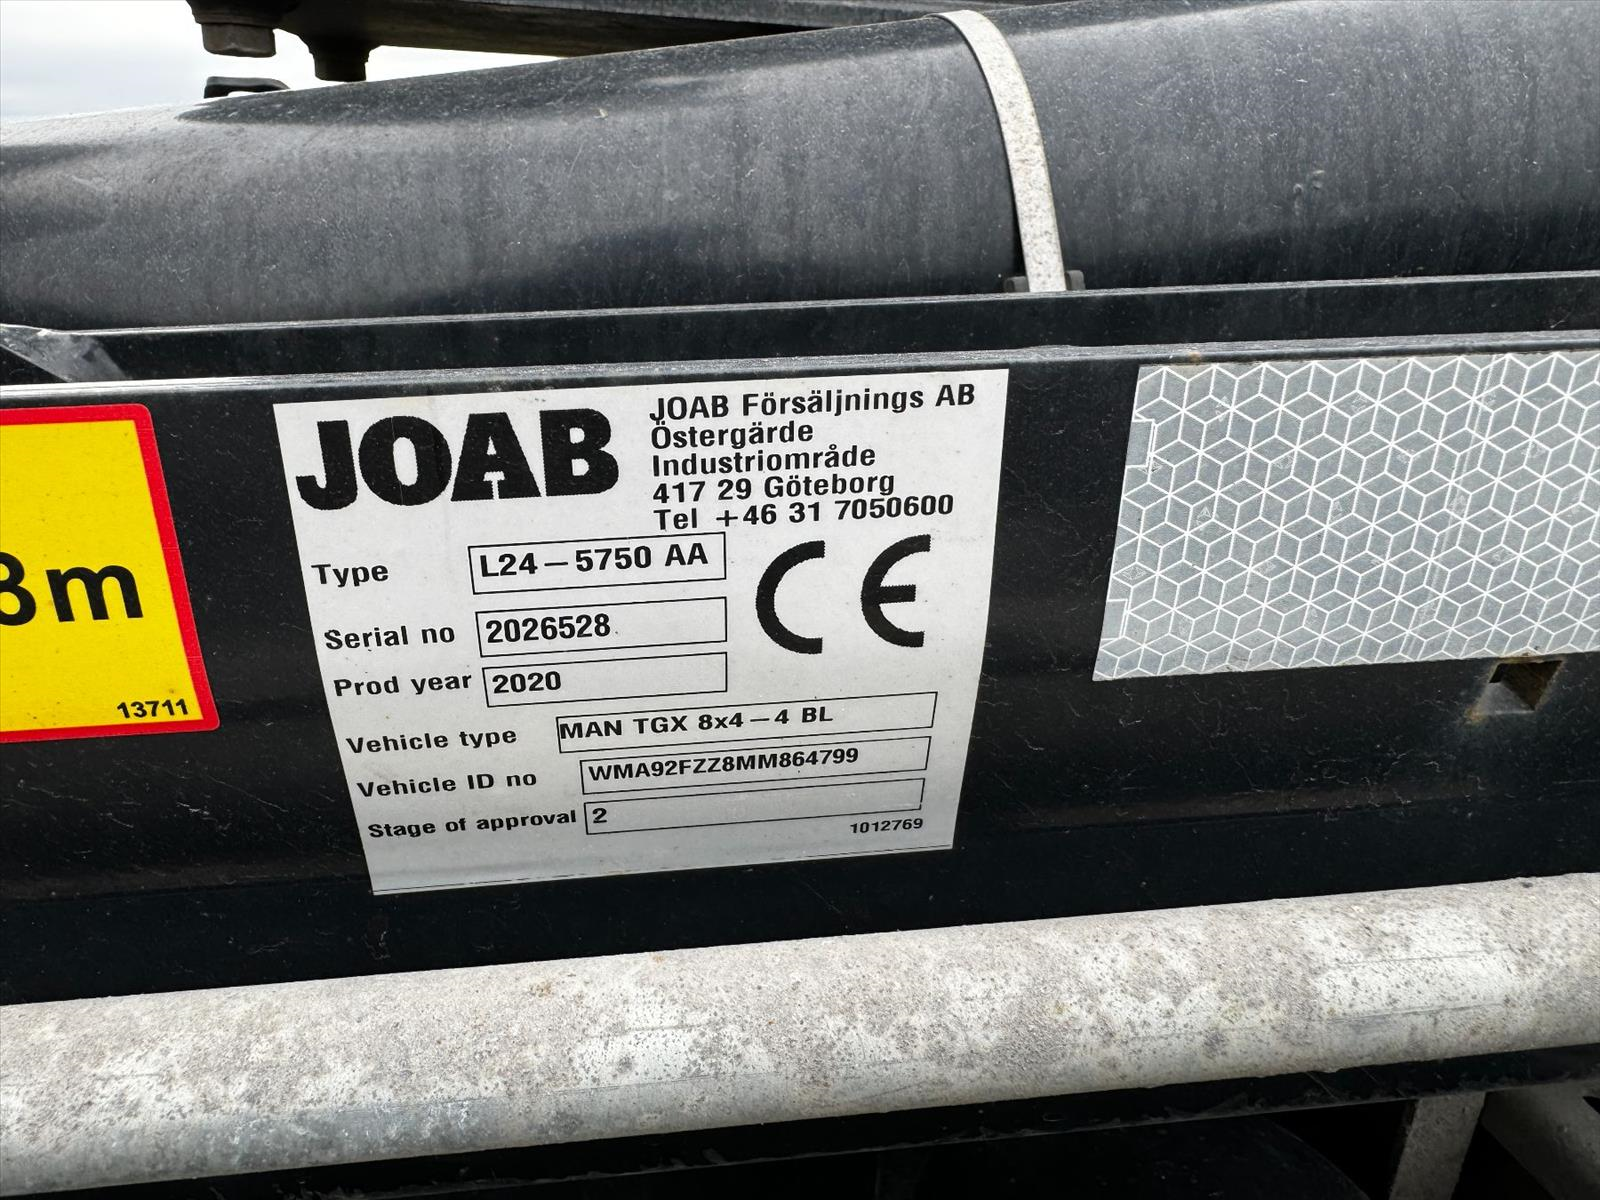 JOAB
JOAB Försäljnings AB
Östergärde
Industriområde
417 29 Göteborg
Tel +46 31 7050600
Type L24-5750 AA
CE
Serial no 2026528
Prod year 2020
Vehicle type MAN TGX 8x4-4 BL
Vehicle ID no WMA92FZZ8MM864799
Stage of approval 2
1012769
m
13711